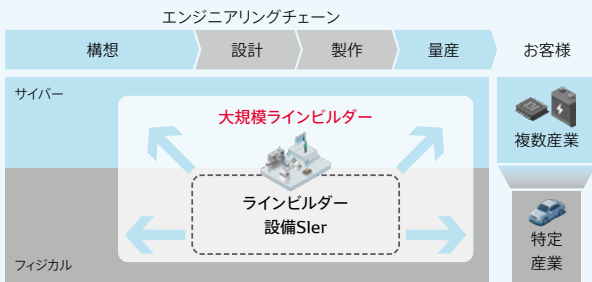 エンジニアリングチェーン
構想
設計
製作
量産
お客様
サイバー
大規模ラインビルダー
複数産業
ラインビルダー
設備SIer
特定
産業
フィジカル